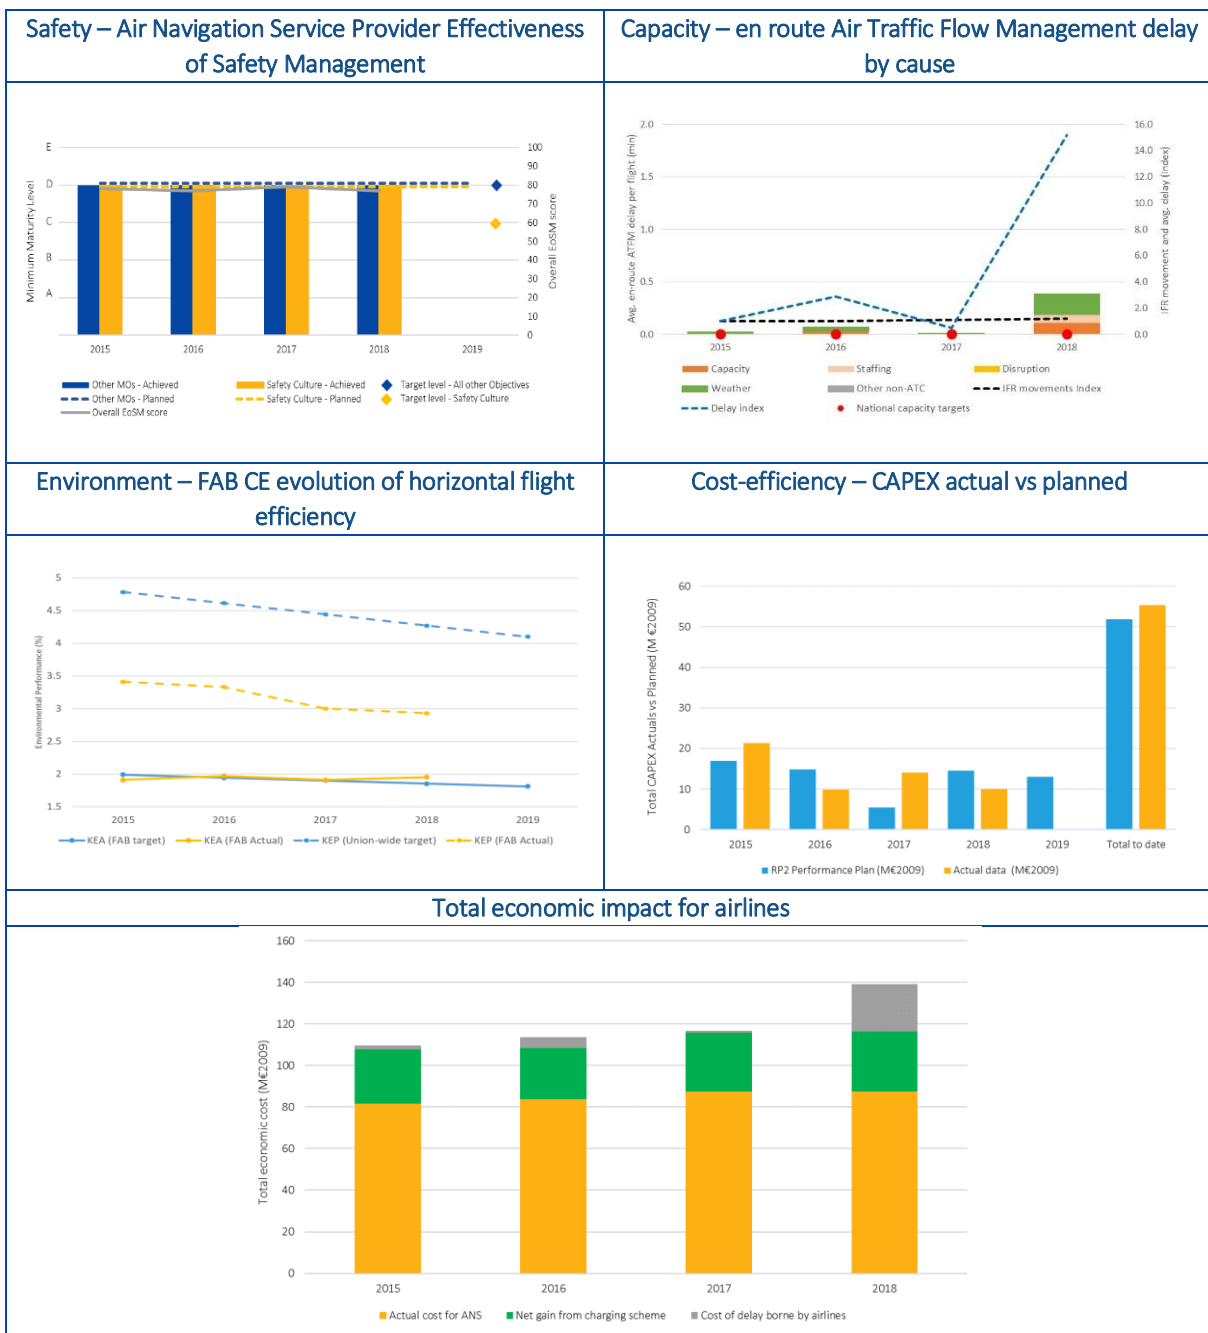 Safety – Air Navigation Service Provider Effectiveness
of Safety Management
Capacity – en route Air Traffic Flow Management delay
by cause
Minimum Maturity Level
E
D
C
B
A
100
90
80
70
60
50
40
30
20
10
0
Overall EoSM score
2015 2016 2017 2018 2019
Other MOs - Achieved Safety Culture - Achieved Target level - All other Objectives
Other MOs - Planned Safety Culture - Planned Target level - Safety Culture
Overall EoSM score
Avg. en-route ATFM delay per flight (min)
2.0
1.5
1.0
0.5
0.0
16.0
14.0
12.0
10.0
8.0
6.0
4.0
2.0
0.0
IFR movement and avg. delay (index)
2015 2016 2017 2018
Capacity Staffing Disruption
Weather Other non-ATC IFR movements Index
Delay index National capacity targets
Environment – FAB CE evolution of horizontal flight
efficiency
Cost-efficiency – CAPEX actual vs planned
Environmental Performance (%)
5
4.5
4
3.5
3
2.5
2
1.5
2015 2016 2017 2018 2019
KEA (FAB target) KEA (FAB Actual) KEP (Union-wide target) KEP (FAB Actual)
Total CAPEX Actuals vs Planned (M €2009)
60
50
40
30
20
10
0
2015 2016 2017 2018 2019 Total to date
RP2 Performance Plan (M€2009) Actual data (M€2009)
Total economic impact for airlines
Total economic cost (M€2009)
160
140
120
100
80
60
40
20
0
2015 2016 2017 2018
Actual cost for ANS Net gain from charging scheme Cost of delay borne by airlines